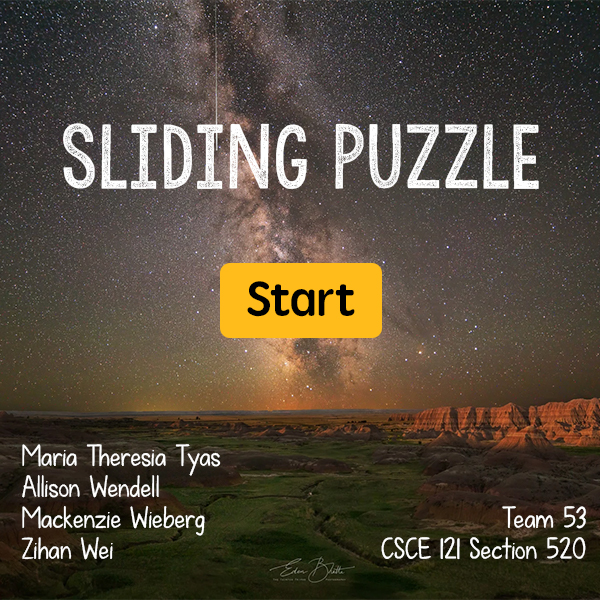 SLIDING PUZZLE
Start
Maria Theresia Tyas
Allison Wendell
Mackenzie Wieberg
Zihan Wei
Team 53
CSCE 121 Section 520